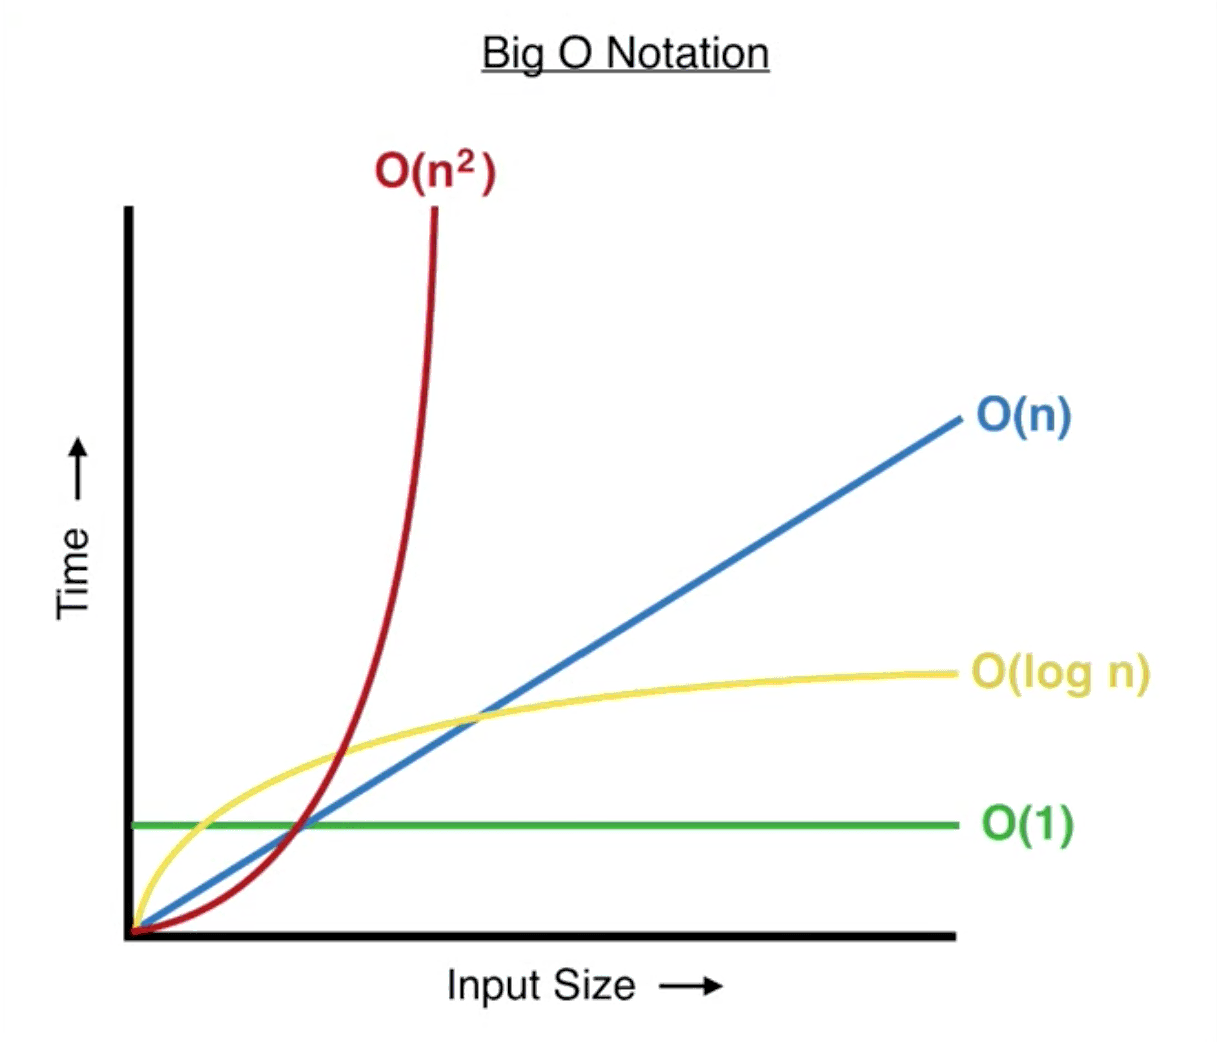 Big O Notation
O(n²)
O(n)
Time →
O(log n)
O(1)
Input Size →